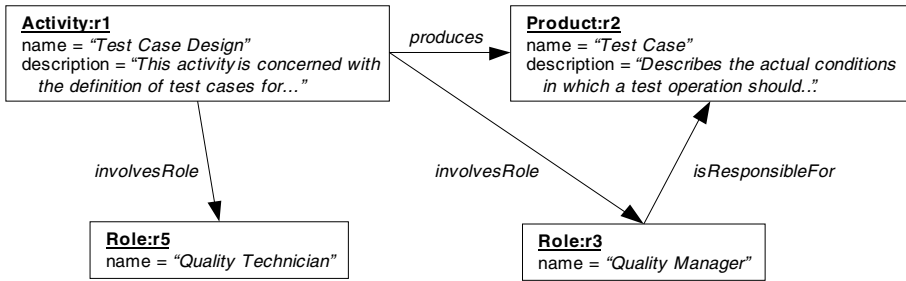 Activity:r1
name = “Test Case Design”
description = “This activity is concerned with
the definition of test cases for…”
produces
Product:r2
name = “Test Case”
description = “Describes the actual conditions
in which a test operation should...”
involvesRole
involvesRole
isResponsibleFor
Role:r5
name = “Quality Technician”
Role:r3
name = “Quality Manager”